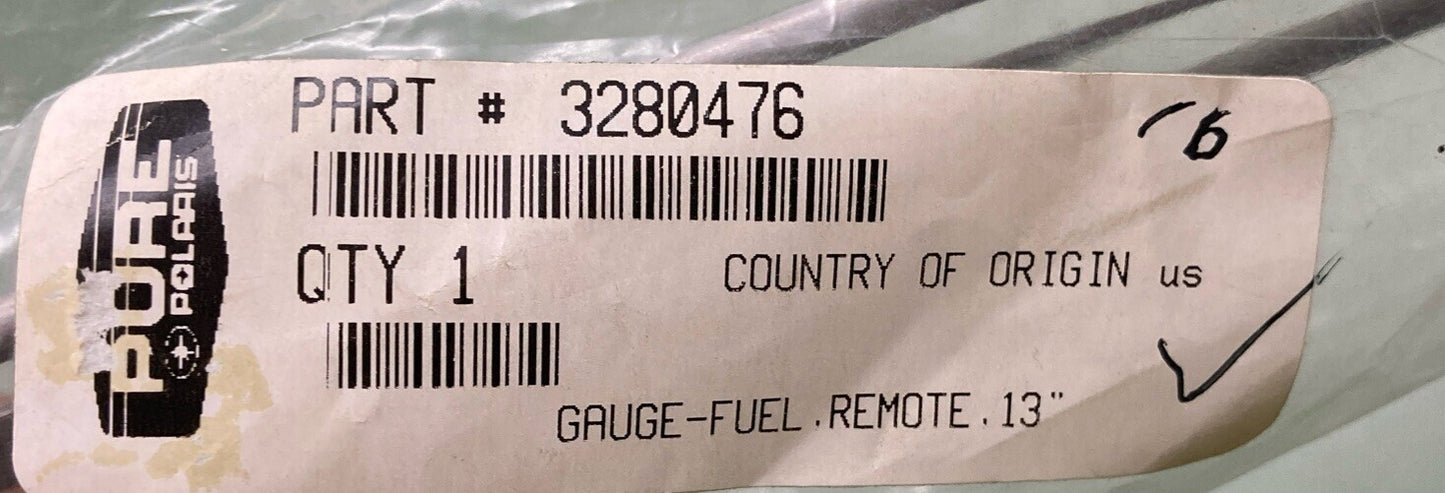 PURE
POLARIS
PART # 3280476
6
QTY 1
COUNTRY OF ORIGIN us
GAUGE-FUEL.REMOTE.13"